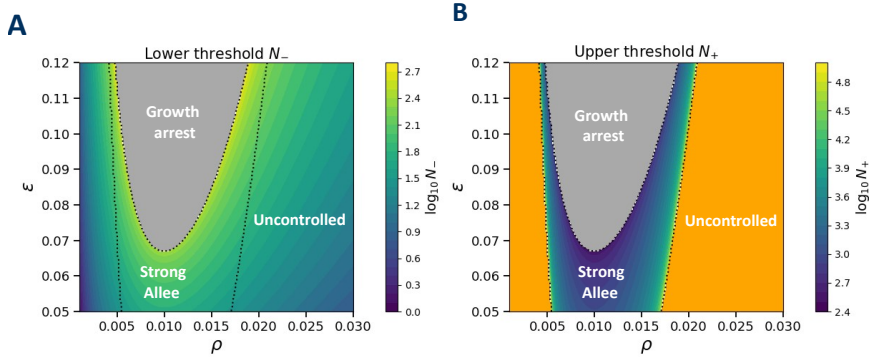 A
Lower threshold N₋
ε
0.12
0.11
0.10
0.09
0.08
0.07
0.06
0.05
Growth
arrest
Uncontrolled
Strong
Allee
0.005 0.010 0.015 0.020 0.025 0.030
ρ
2.7
2.4
2.1
1.8
1.5
1.2
0.9
0.6
0.3
0.0
log₁₀ N₋
B
Upper threshold N₊
ε
0.12
0.11
0.10
0.09
0.08
0.07
0.06
0.05
Growth
arrest
Uncontrolled
Strong
Allee
0.005 0.010 0.015 0.020 0.025 0.030
ρ
4.8
4.5
4.2
3.9
3.6
3.3
3.0
2.7
2.4
log₁₀ N₊